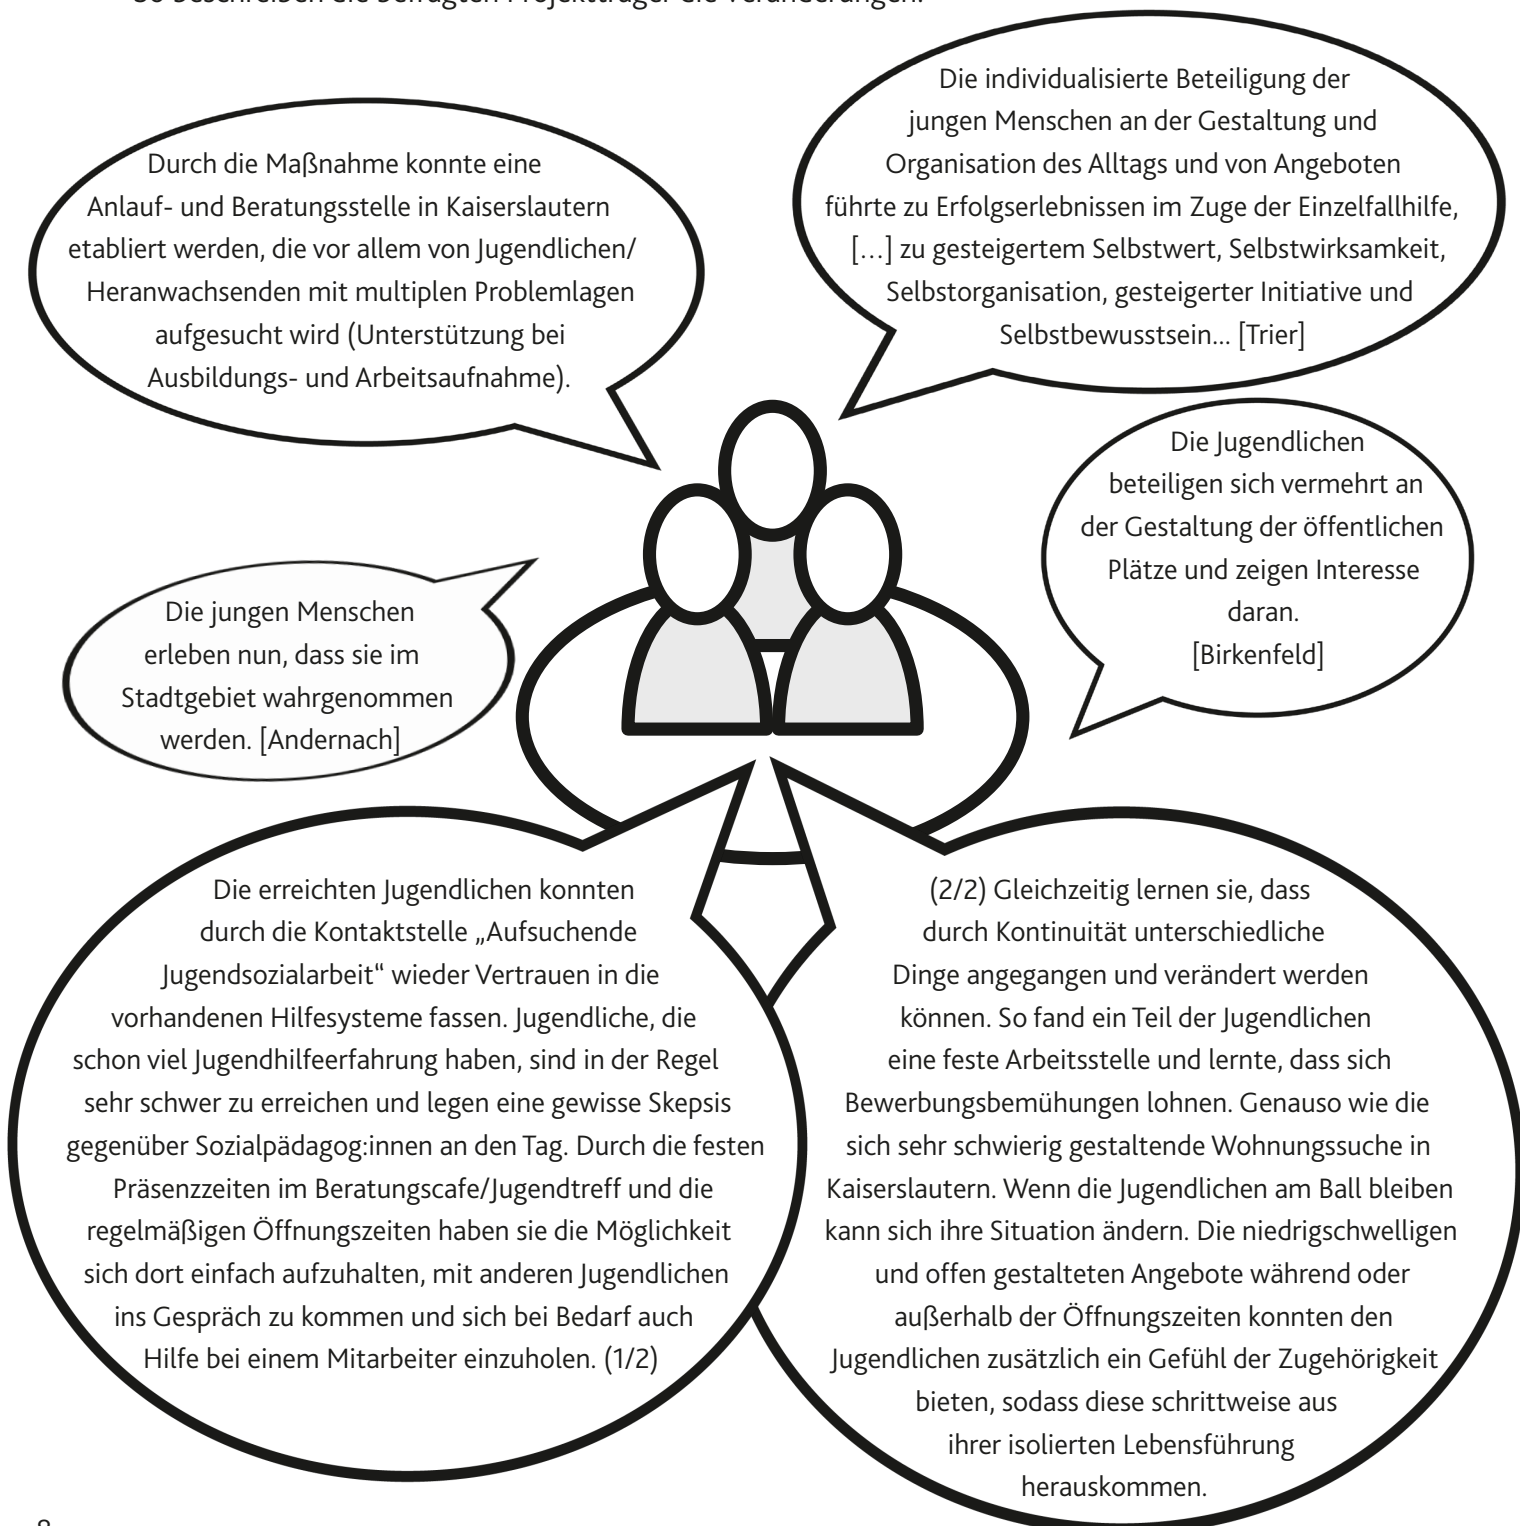 So beschreiben die befragten Projektträger die Veränderungen:
Durch die Maßnahme konnte eine
Anlauf- und Beratungsstelle in Kaiserslautern
etabliert werden, die vor allem von Jugendlichen/
Heranwachsenden mit multiplen Problemlagen
aufgesucht wird (Unterstützung bei
Ausbildungs- und Arbeitsaufnahme).
Die individualisierte Beteiligung der
jungen Menschen an der Gestaltung und
Organisation des Alltags und von Angeboten
führte zu Erfolgserlebnissen im Zuge der Einzelfallhilfe,
[…] zu gesteigertem Selbstwert, Selbstwirksamkeit,
Selbstorganisation, gesteigerter Initiative und
Selbstbewusstsein... [Trier]
Die Jugendlichen
beteiligen sich vermehrt an
der Gestaltung der öffentlichen
Plätze und zeigen Interesse
daran.
[Birkenfeld]
Die jungen Menschen
erleben nun, dass sie im
Stadtgebiet wahrgenommen
werden. [Andernach]
Die erreichten Jugendlichen konnten
durch die Kontaktstelle „Aufsuchende
Jugendsozialarbeit“ wieder Vertrauen in die
vorhandenen Hilfesysteme fassen. Jugendliche, die
schon viel Jugendhilfeerfahrung haben, sind in der Regel
sehr schwer zu erreichen und legen eine gewisse Skepsis
gegenüber Sozialpädagog:innen an den Tag. Durch die festen
Präsenzzeiten im Beratungscafe/Jugendtreff und die
regelmäßigen Öffnungszeiten haben sie die Möglichkeit
sich dort einfach aufzuhalten, mit anderen Jugendlichen
ins Gespräch zu kommen und sich bei Bedarf auch
Hilfe bei einem Mitarbeiter einzuholen. (1/2)
(2/2) Gleichzeitig lernen sie, dass
durch Kontinuität unterschiedliche
Dinge angegangen und verändert werden
können. So fand ein Teil der Jugendlichen
eine feste Arbeitsstelle und lernte, dass sich
Bewerbungsbemühungen lohnen. Genauso wie die
sich sehr schwierig gestaltende Wohnungssuche in
Kaiserslautern. Wenn die Jugendlichen am Ball bleiben
kann sich ihre Situation ändern. Die niedrigschwelligen
und offen gestalteten Angebote während oder
außerhalb der Öffnungszeiten konnten den
Jugendlichen zusätzlich ein Gefühl der Zugehörigkeit
bieten, sodass diese schrittweise aus
ihrer isolierten Lebensführung
herauskommen.